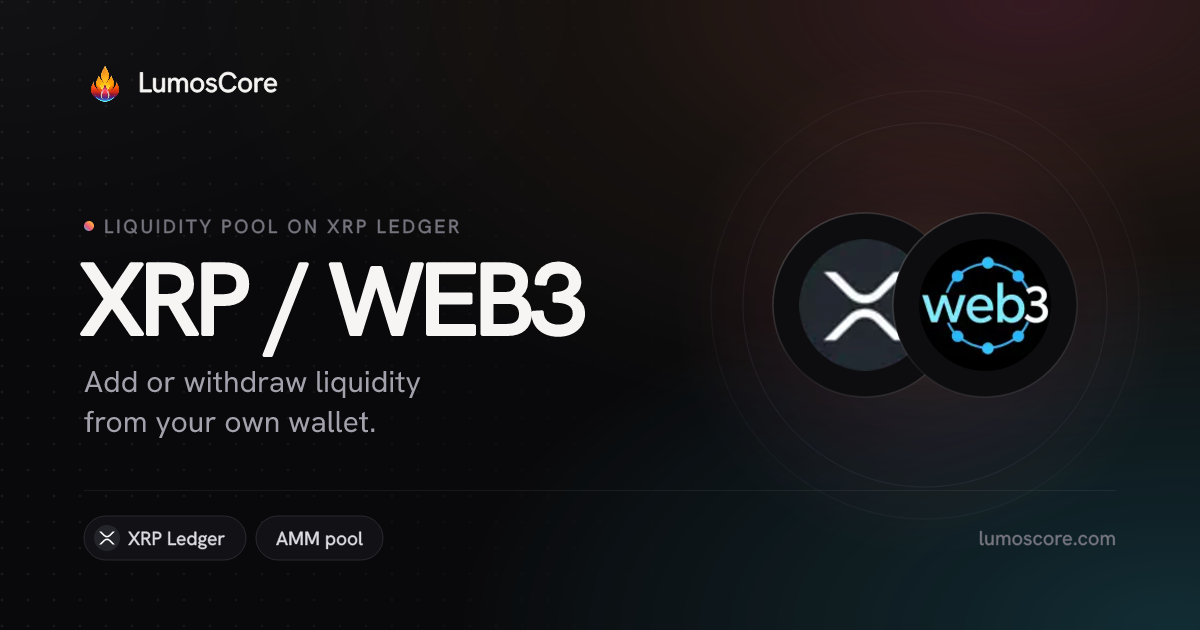 LumosCore
LIQUIDITY POOL ON XRP LEDGER
XRP / WEB3
web3
Add or withdraw liquidity
from your own wallet.
XRP Ledger
AMM pool
lumoscore.com